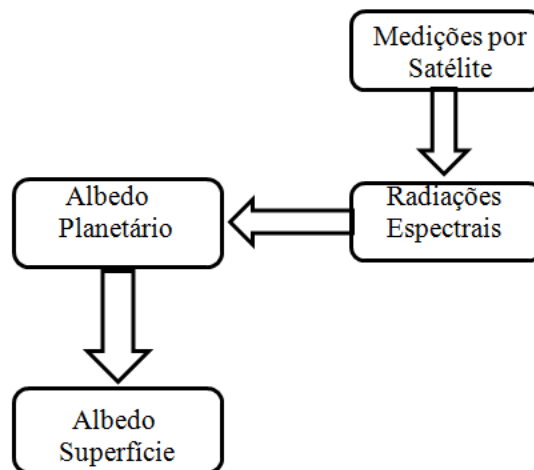 Medições por
Satélite
Radiações
Espectrais
Albedo
Planetário
Albedo
Superfície